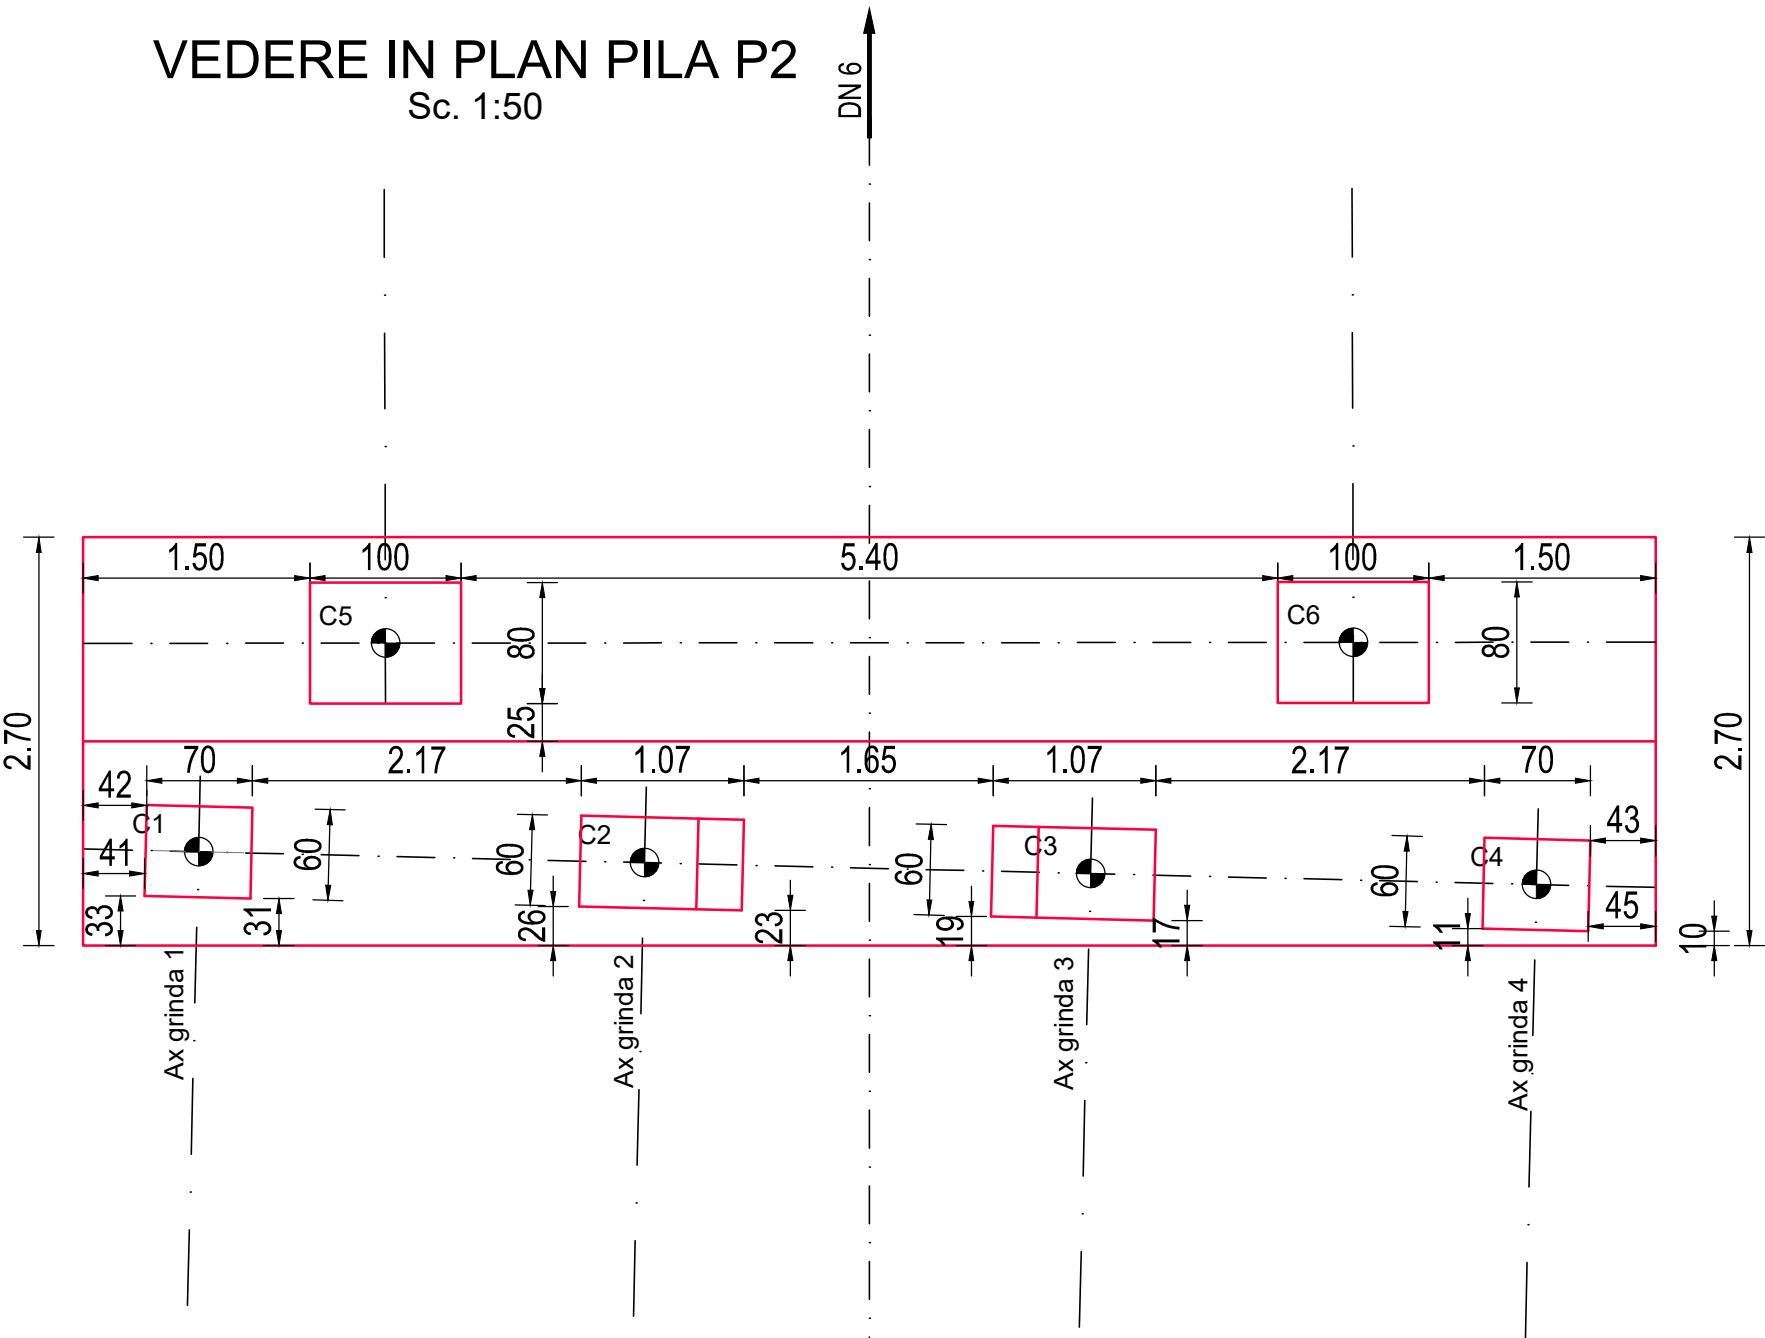 VEDERE IN PLAN PILA P2
Sc. 1:50
DN 6
1.50 100 5.40 100 1.50
C5 C6
80 80
25
2.70 2.70
70 2.17 1.07 1.65 1.07 2.17 70
42 43
C1 C2 C3 C4
41 60 60 60 60 45
33 31 26 23 19 17 11 10
Ax grinda 1
Ax grinda 2
Ax grinda 3
Ax grinda 4